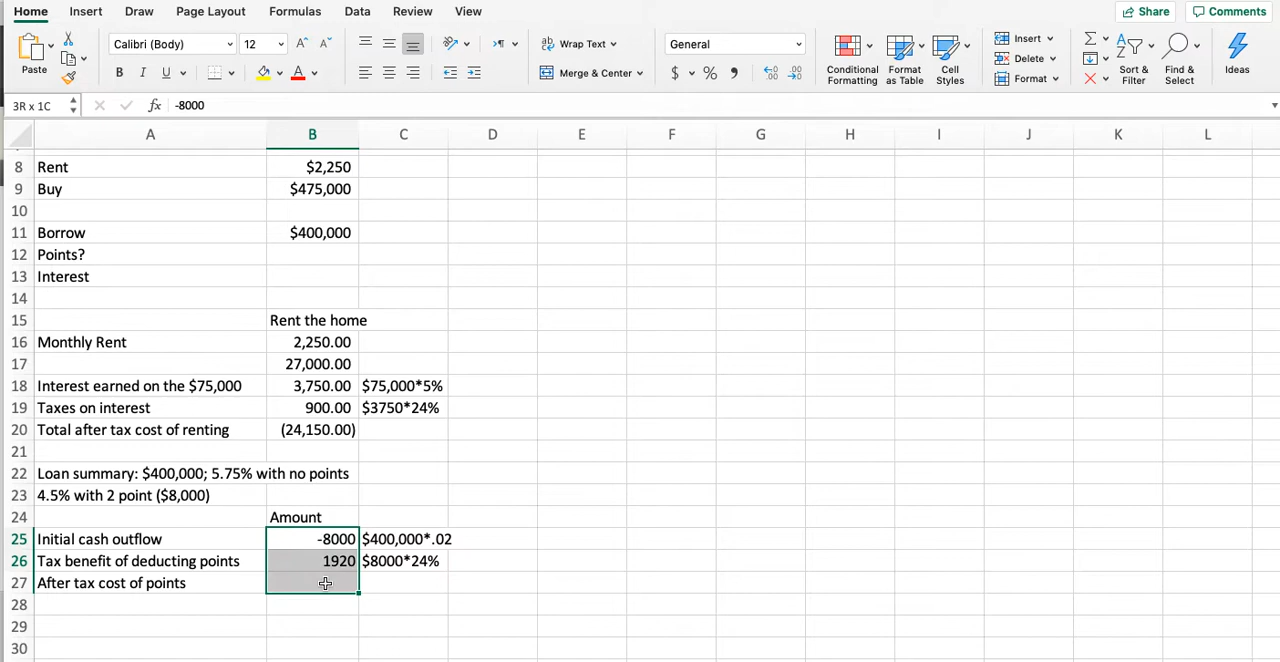 Home Insert Draw Page Layout Formulas Data Review View Share Comments
Calibri (Body) 12 A^ A˅ ab Wrap Text General Insert Σ
Paste B I U A Merge & Center $ % , Conditional Formatting Format as Table Cell Styles Delete Format Sort & Filter Find & Select Ideas
3R x 1C fx -8000
A B C D E F G H I J K L
8 Rent $2,250
9 Buy $475,000
10
11 Borrow $400,000
12 Points?
13 Interest
14
15 Rent the home
16 Monthly Rent 2,250.00
17 27,000.00
18 Interest earned on the $75,000 3,750.00 $75,000*5%
19 Taxes on interest 900.00 $3750*24%
20 Total after tax cost of renting (24,150.00)
21
22 Loan summary: $400,000; 5.75% with no points
23 4.5% with 2 point ($8,000)
24 Amount
25 Initial cash outflow -8000 $400,000*.02
26 Tax benefit of deducting points 1920 $8000*24%
27 After tax cost of points
28
29
30